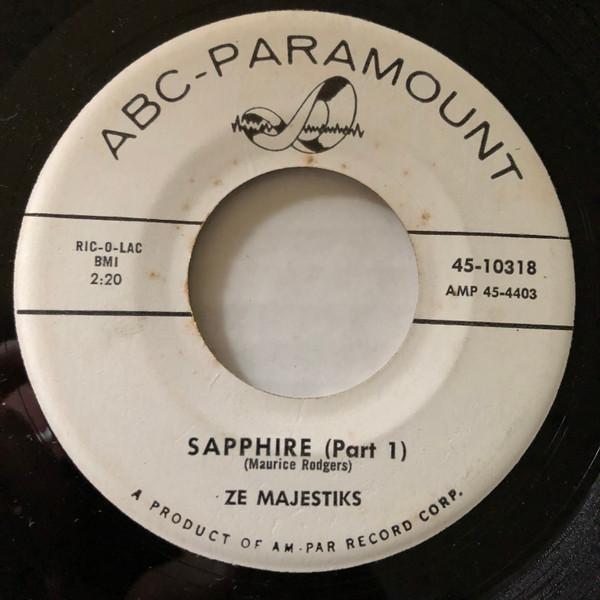 ABC-PARAMOUNT
RIC-O-LAC
BMI
2:20
45-10318
AMP 45-4403
SAPPHIRE (Part 1)
(Maurice Rodgers)
ZE MAJESTIKS
A PRODUCT OF AM-PAR RECORD CORP.